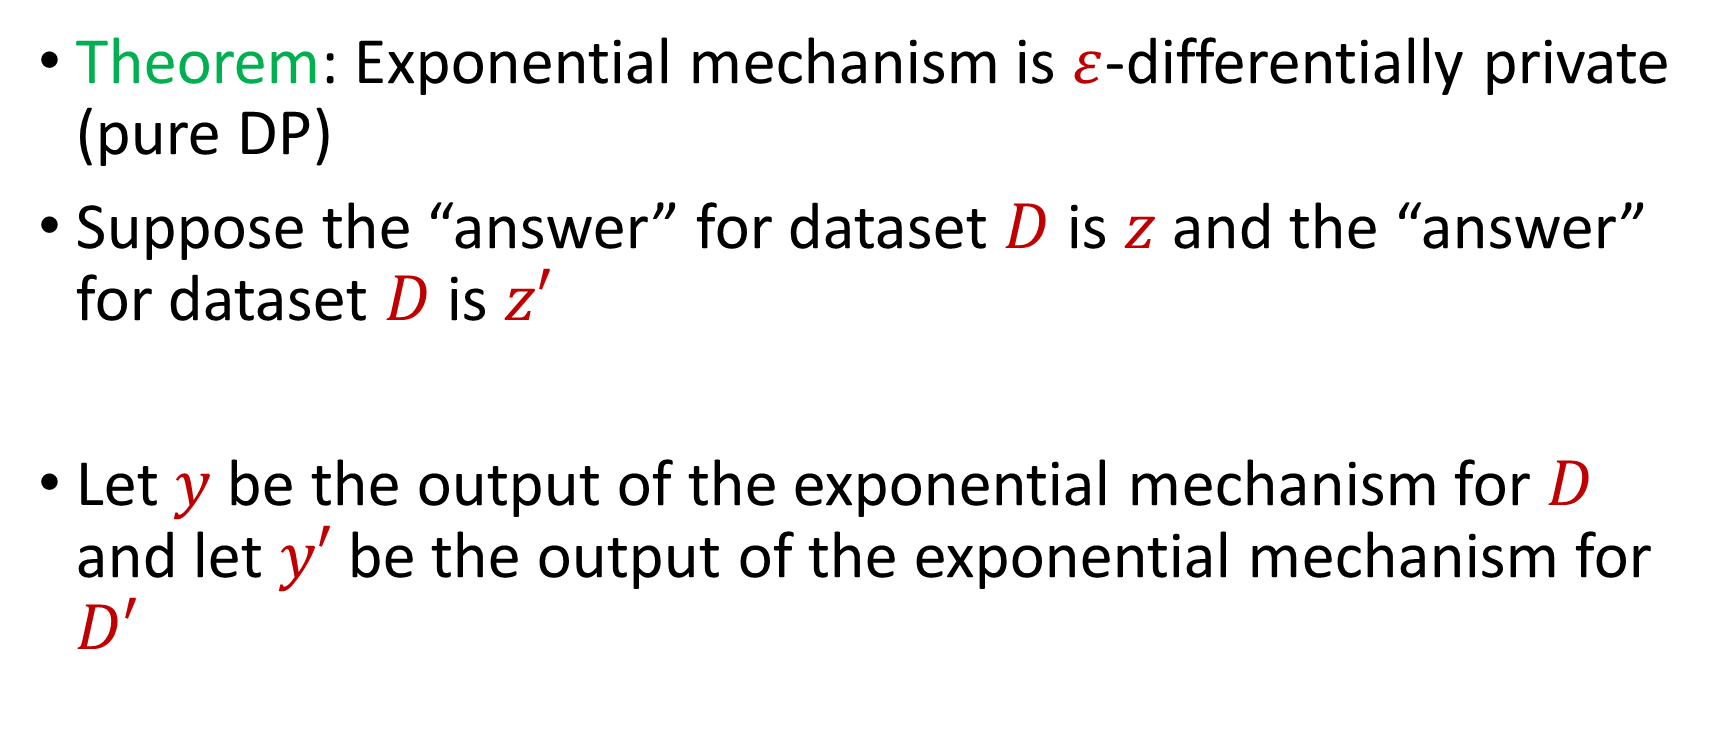 • Theorem: Exponential mechanism is ε-differentially private
(pure DP)
• Suppose the “answer” for dataset D is z and the “answer”
for dataset D is z′
• Let y be the output of the exponential mechanism for D
and let y′ be the output of the exponential mechanism for
D′